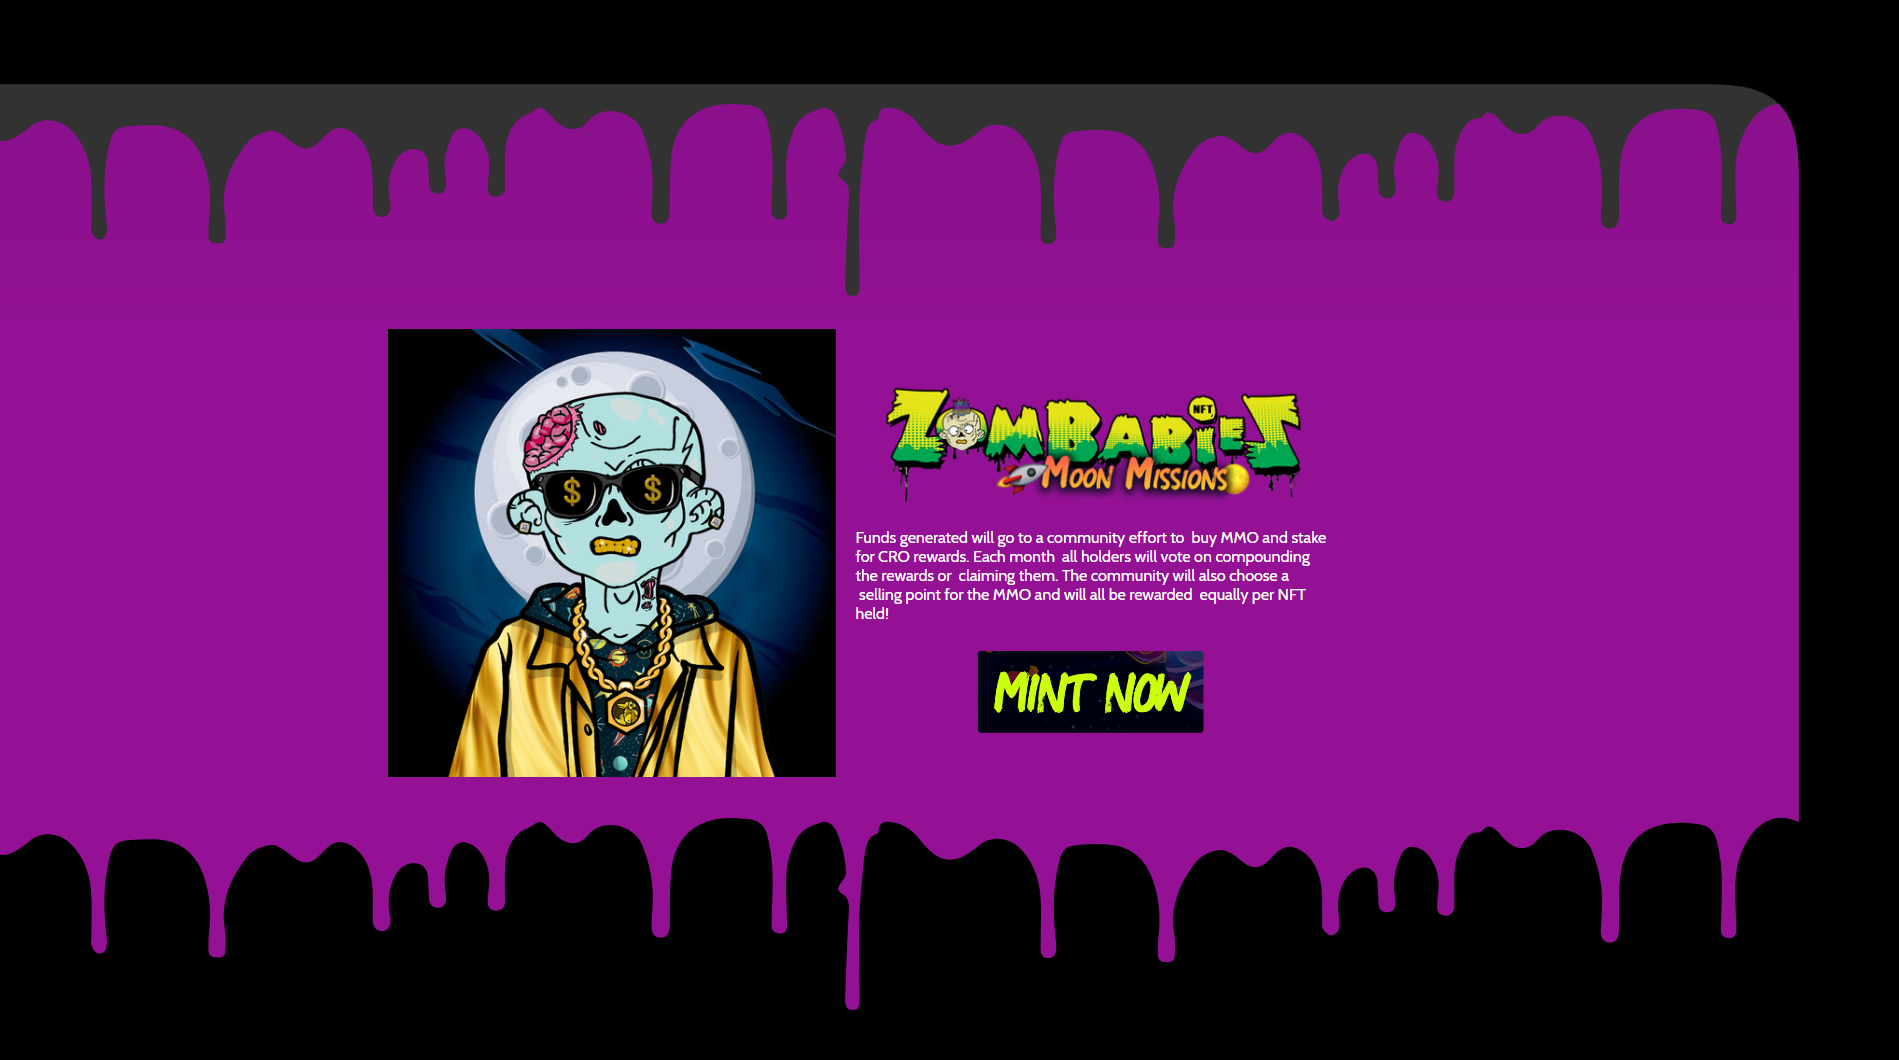 $ $
ZOMBABIES
NFT
MOON MISSIONS
Funds generated will go to a community effort to  buy MMO and stake
for CRO rewards. Each month  all holders will vote on compounding
the rewards or  claiming them. The community will also choose a
selling point for the MMO and will all be rewarded  equally per NFT
held!
MINT NOW